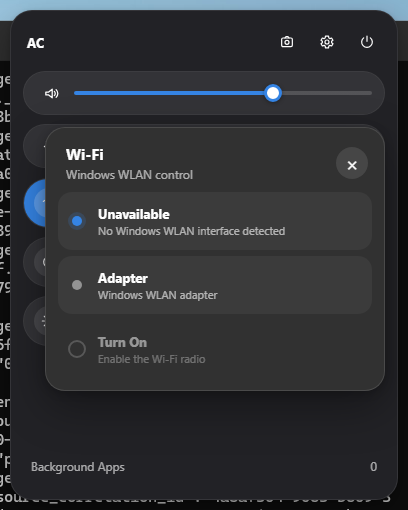 AC
Wi-Fi
Windows WLAN control
Unavailable
No Windows WLAN interface detected
Adapter
Windows WLAN adapter
Turn On
Enable the Wi-Fi radio
Background Apps
0